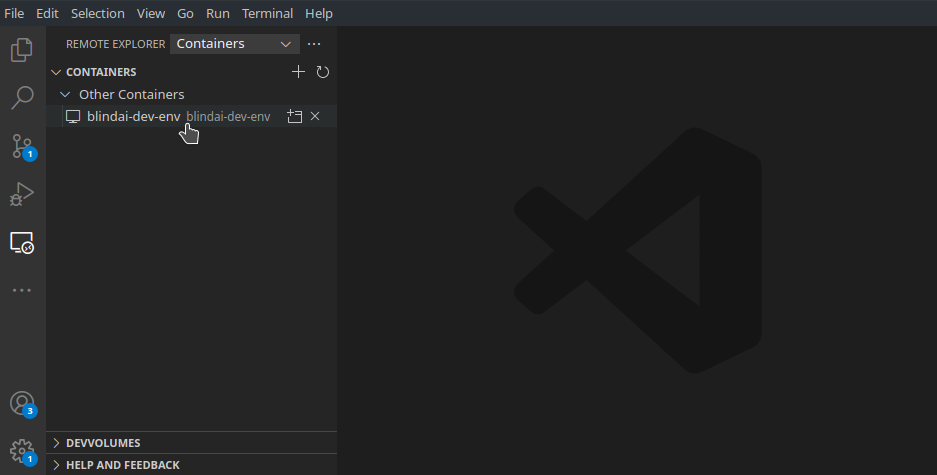 File Edit Selection View Go Run Terminal Help
REMOTE EXPLORER Containers
CONTAINERS
Other Containers
blindai-dev-env blindai-dev-env
1
3
1
DEVVOLUMES
HELP AND FEEDBACK